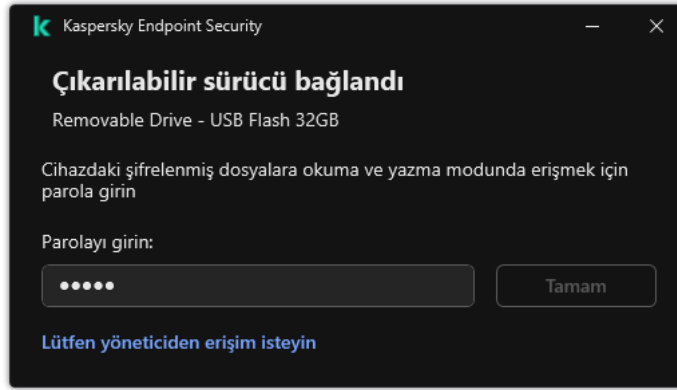 Kaspersky Endpoint Security
Çıkarılabilir sürücü bağlandı
Removable Drive - USB Flash 32GB
Cihazdaki şifrelenmiş dosyalara okuma ve yazma modunda erişmek için
parola girin
Parolayı girin:
•••••
Tamam
Lütfen yöneticiden erişim isteyin